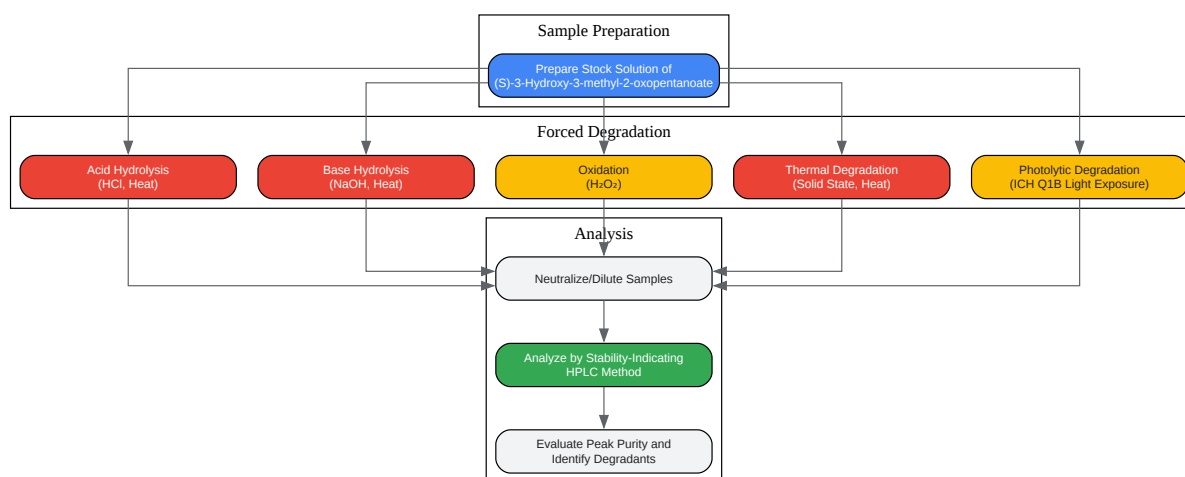 Sample Preparation
Prepare Stock Solution of
(S)-3-Hydroxy-3-methyl-2-oxopentanoate
Forced Degradation
Acid Hydrolysis
(HCl, Heat)
Base Hydrolysis
(NaOH, Heat)
Oxidation
(H₂O₂)
Thermal Degradation
(Solid State, Heat)
Photolytic Degradation
(ICH Q1B Light Exposure)
Analysis
Neutralize/Dilute Samples
Analyze by Stability-Indicating
HPLC Method
Evaluate Peak Purity and
Identify Degradants